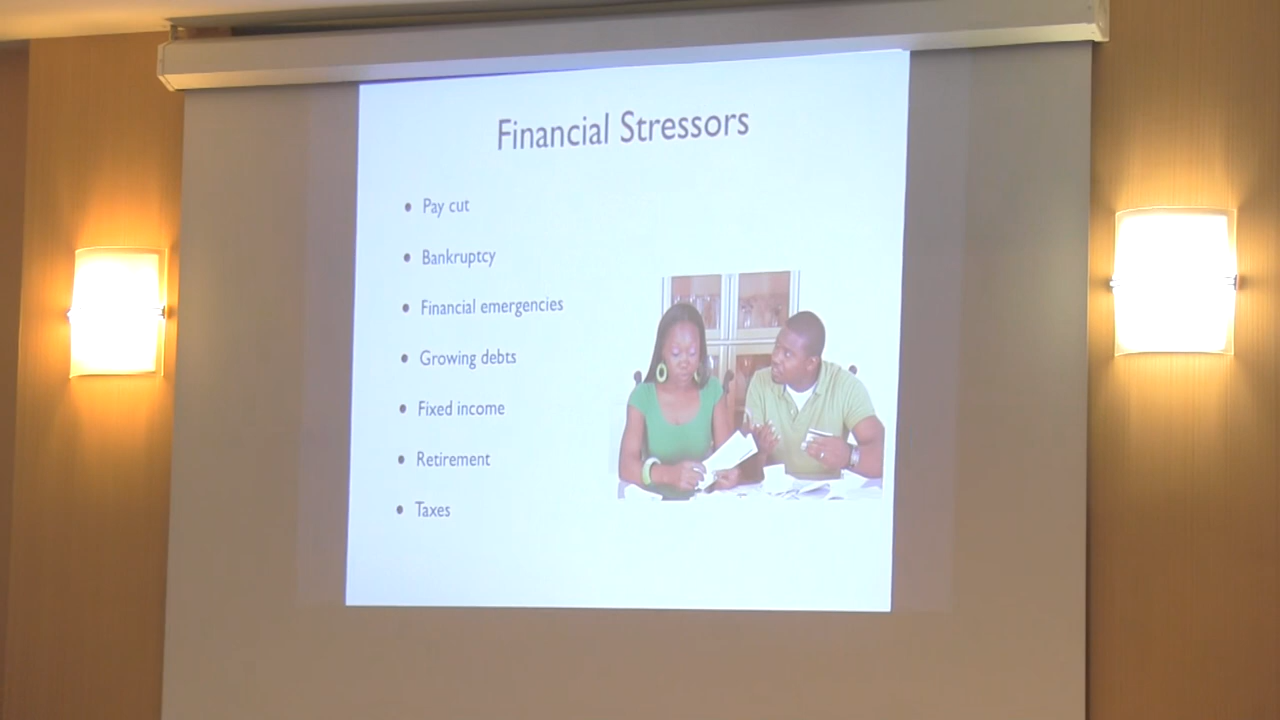 Financial Stressors
Pay cut
Bankruptcy
Financial emergencies
Growing debts
Fixed income
Retirement
Taxes